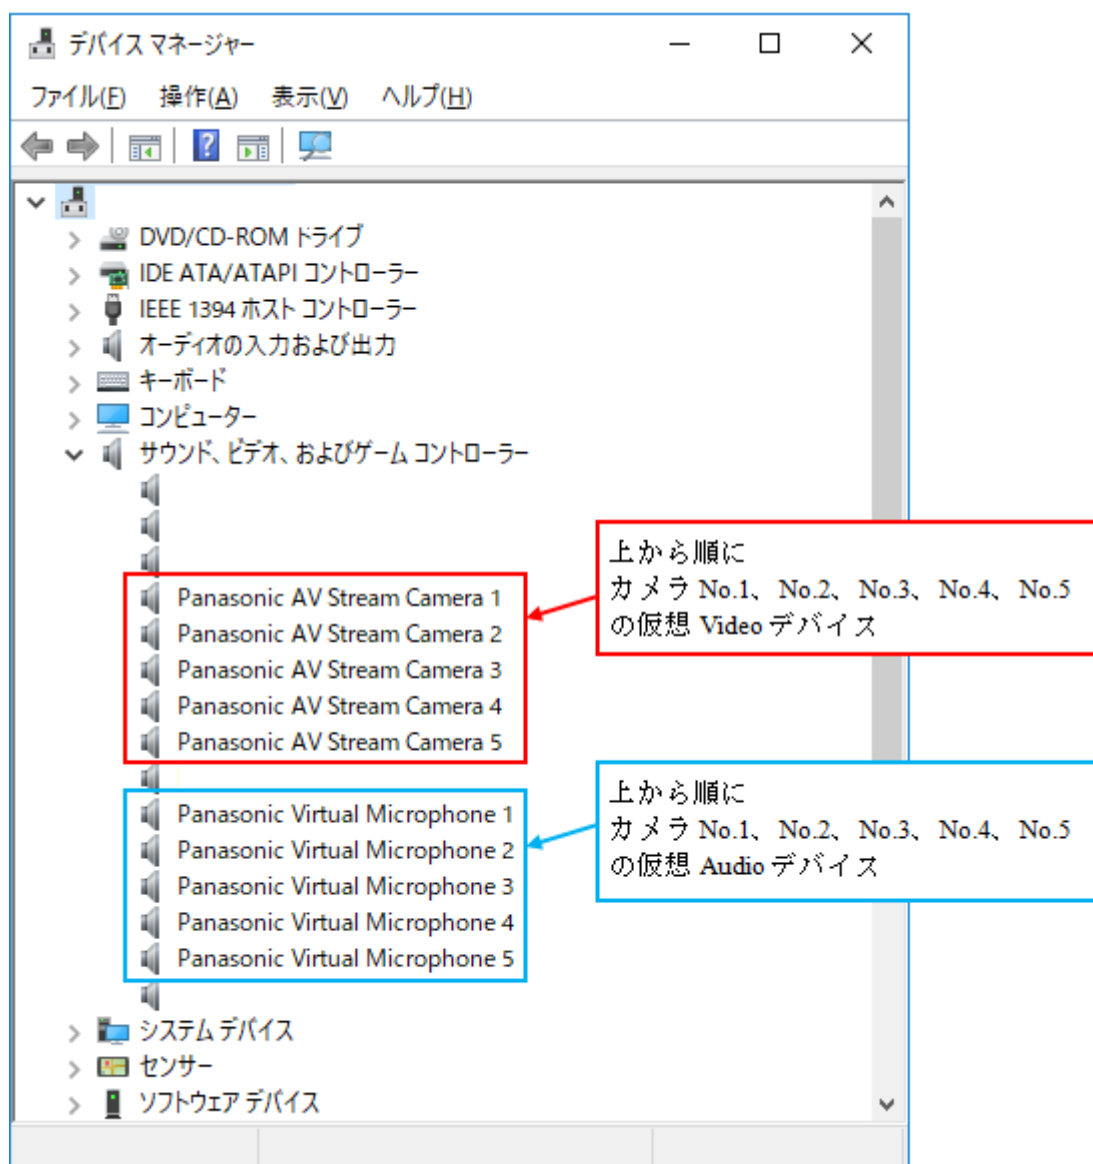 デバイス マネージャー
ファイル(F) 操作(A) 表示(V) ヘルプ(H)
DVD/CD-ROM ドライブ
IDE ATA/ATAPI コントローラー
IEEE 1394 ホスト コントローラー
オーディオの入力および出力
キーボード
コンピューター
サウンド、ビデオ、およびゲーム コントローラー
Panasonic AV Stream Camera 1
Panasonic AV Stream Camera 2
Panasonic AV Stream Camera 3
Panasonic AV Stream Camera 4
Panasonic AV Stream Camera 5
上から順に
カメラ No.1、No.2、No.3、No.4、No.5
の仮想 Video デバイス
Panasonic Virtual Microphone 1
Panasonic Virtual Microphone 2
Panasonic Virtual Microphone 3
Panasonic Virtual Microphone 4
Panasonic Virtual Microphone 5
上から順に
カメラ No.1、No.2、No.3、No.4、No.5
の仮想 Audio デバイス
システム デバイス
センサー
ソフトウェア デバイス